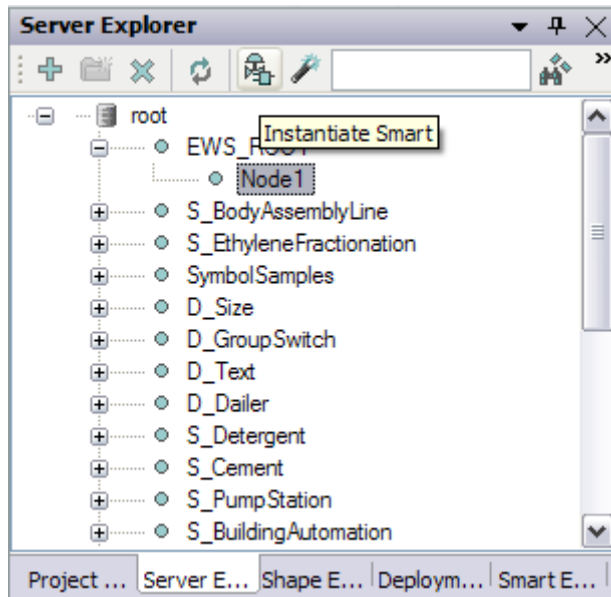 Server Explorer
»
root
EWS_ROOT
Instantiate Smart
Node1
S_BodyAssemblyLine
S_EthyleneFractionation
SymbolSamples
D_Size
D_GroupSwitch
D_Text
D_Dailer
S_Detergent
S_Cement
S_PumpStation
S_BuildingAutomation
Project ... Server E... Shape E... Deploym... Smart E...